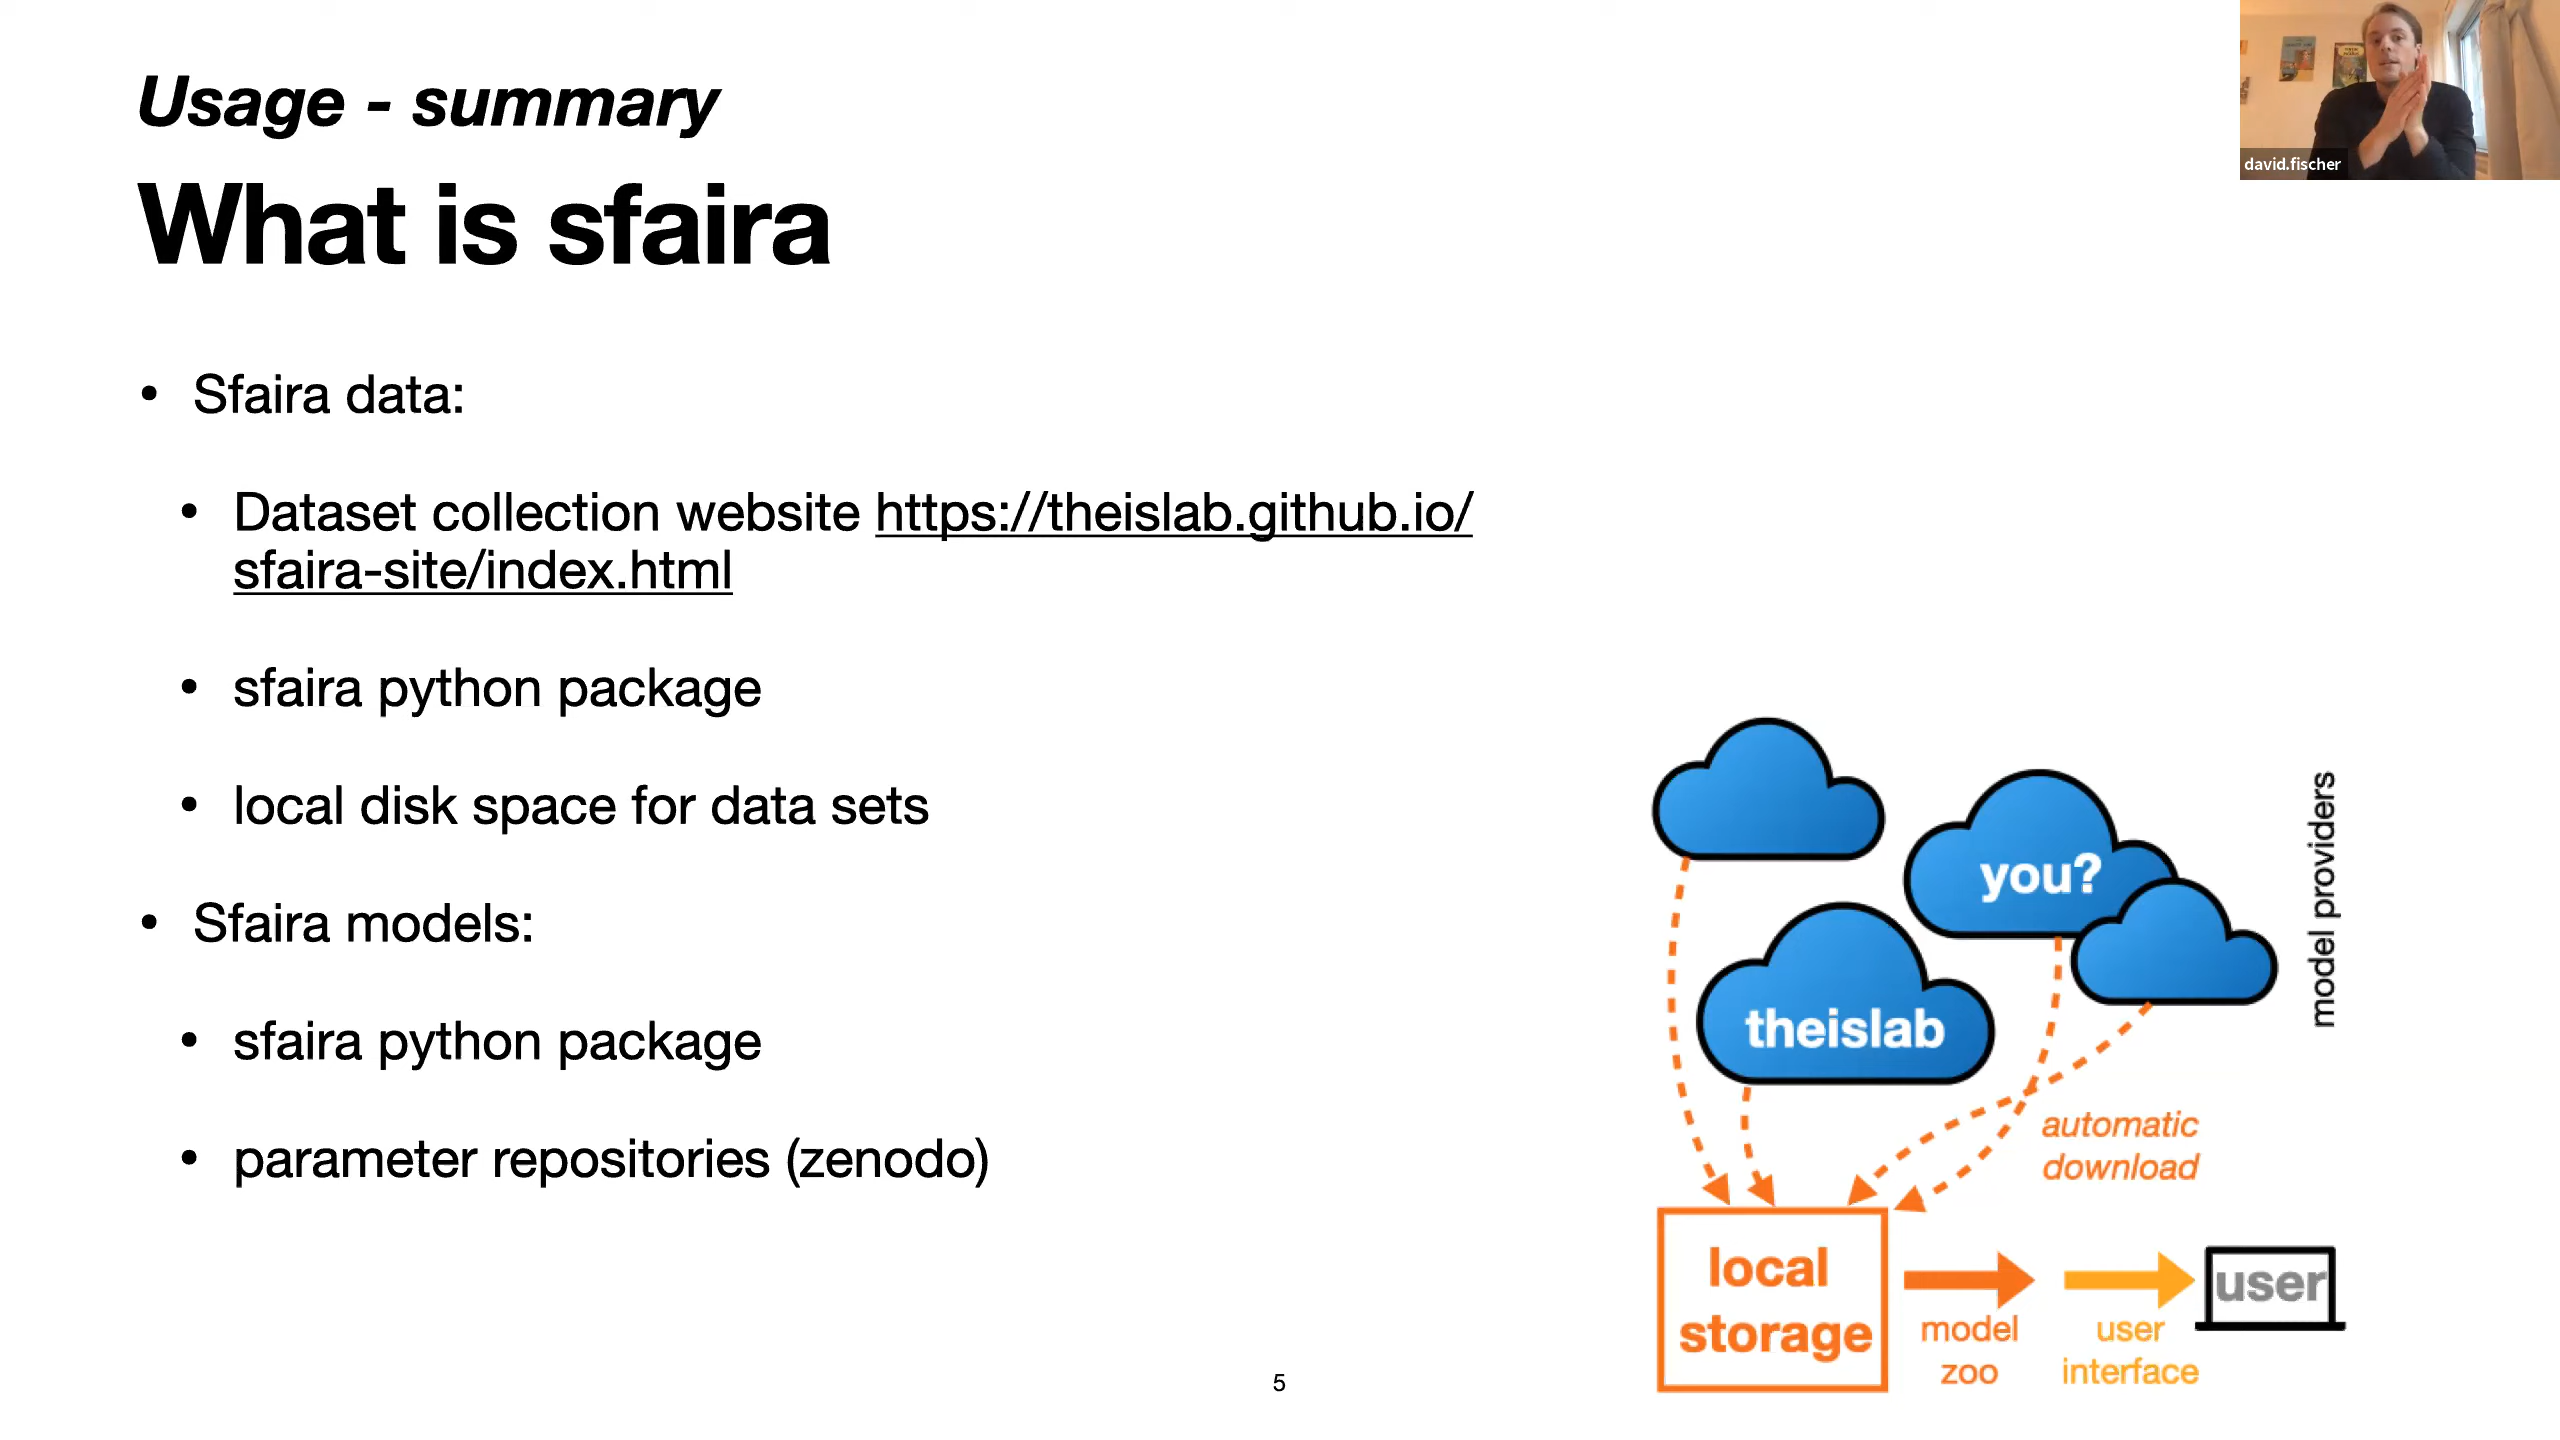 Usage - summary
What is sfaira
• Sfaira data:
• Dataset collection website https://theislab.github.io/
sfaira-site/index.html
• sfaira python package
• local disk space for data sets
• Sfaira models:
• sfaira python package
• parameter repositories (zenodo)
david.fischer
you?
theislab
model providers
automatic
download
local
storage
model
zoo
user
interface
user
5